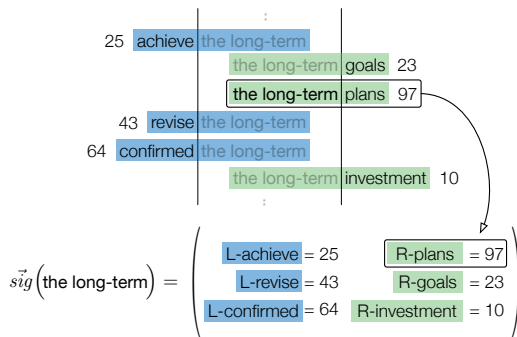 :
25 achieve the long-term
the long-term goals 23
the long-term plans 97
43 revise the long-term
64 confirmed the long-term
the long-term investment 10
:
L-achieve = 25 R-plans = 97
sig(the long-term) = L-revise = 43 R-goals = 23
L-confirmed = 64 R-investment = 10